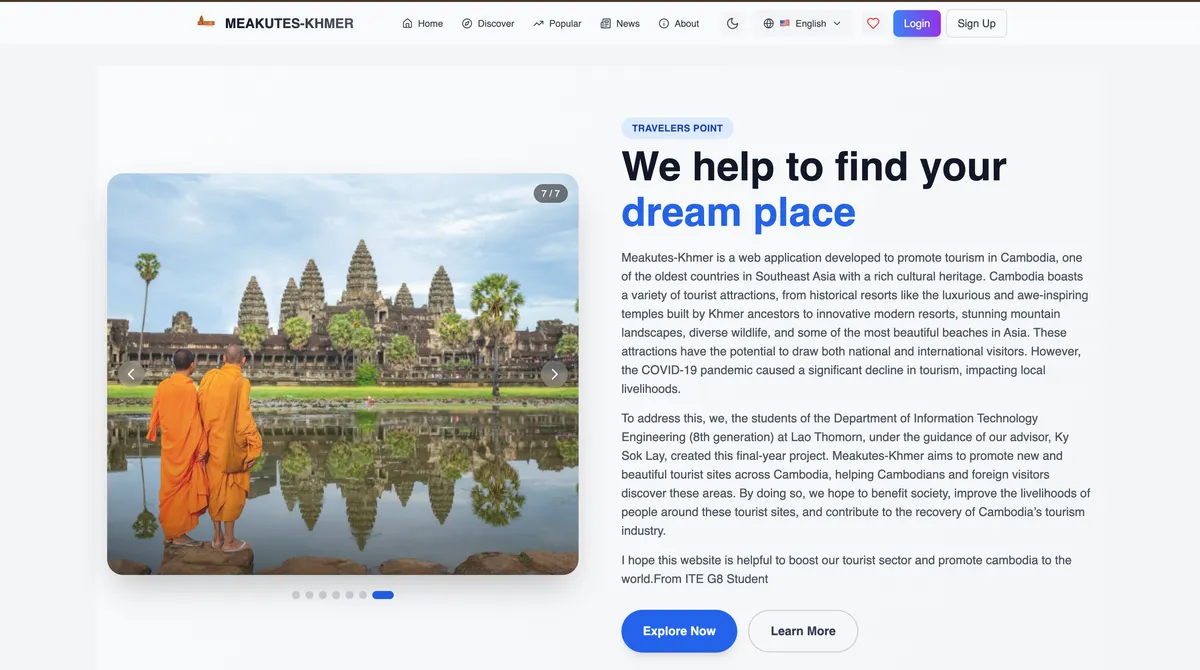 MEAKUTES-KHMER
Home
Discover
Popular
News
About
English
Login
Sign Up
7 / 7
TRAVELERS POINT
We help to find your
dream place
Meakutes-Khmer is a web application developed to promote tourism in Cambodia, one
of the oldest countries in Southeast Asia with a rich cultural heritage. Cambodia boasts
a variety of tourist attractions, from historical resorts like the luxurious and awe-inspiring
temples built by Khmer ancestors to innovative modern resorts, stunning mountain
landscapes, diverse wildlife, and some of the most beautiful beaches in Asia. These
attractions have the potential to draw both national and international visitors. However,
the COVID-19 pandemic caused a significant decline in tourism, impacting local
livelihoods.
To address this, we, the students of the Department of Information Technology
Engineering (8th generation) at Lao Thomorn, under the guidance of our advisor, Ky
Sok Lay, created this final-year project. Meakutes-Khmer aims to promote new and
beautiful tourist sites across Cambodia, helping Cambodians and foreign visitors
discover these areas. By doing so, we hope to benefit society, improve the livelihoods of
people around these tourist sites, and contribute to the recovery of Cambodia's tourism
industry.
I hope this website is helpful to boost our tourist sector and promote cambodia to the
world.From ITE G8 Student
Explore Now
Learn More